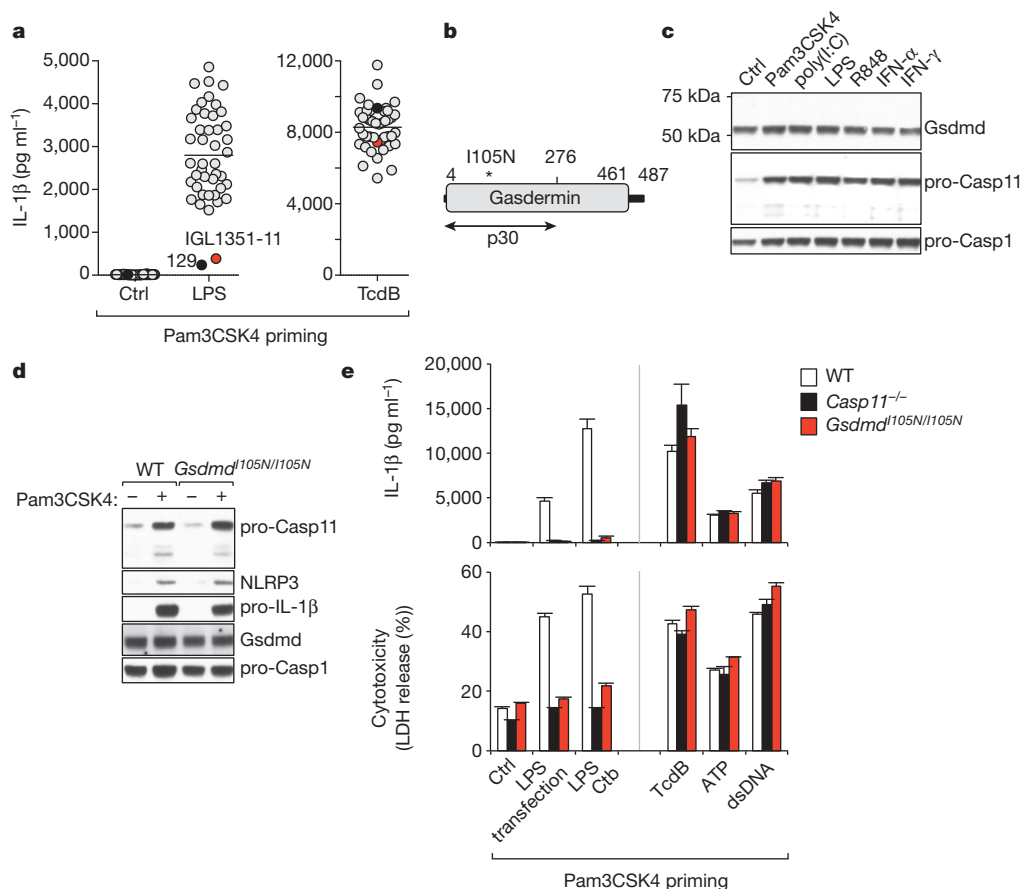 a
IL-1β (pg ml⁻¹)
5,000
4,000
3,000
2,000
1,000
0
IGL1351-11
129
Ctrl
LPS
12,000
8,000
4,000
0
TcdB
Pam3CSK4 priming
b
I105N
*
4
276
461
487
Gasdermin
p30
c
Ctrl
Pam3CSK4
poly(I:C)
LPS
R848
IFN-α
IFN-γ
75 kDa
50 kDa
Gsdmd
pro-Casp11
pro-Casp1
d
WT Gsdmd^I105N/I105N
Pam3CSK4: – + – +
pro-Casp11
NLRP3
pro-IL-1β
Gsdmd
pro-Casp1
e
IL-1β (pg ml⁻¹)
20,000
15,000
10,000
5,000
0
WT
Casp11⁻/⁻
Gsdmd^I105N/I105N
Cytotoxicity
(LDH release (%))
60
40
20
0
Ctrl
LPS
transfection
LPS
Ctb
TcdB
ATP
dsDNA
Pam3CSK4 priming